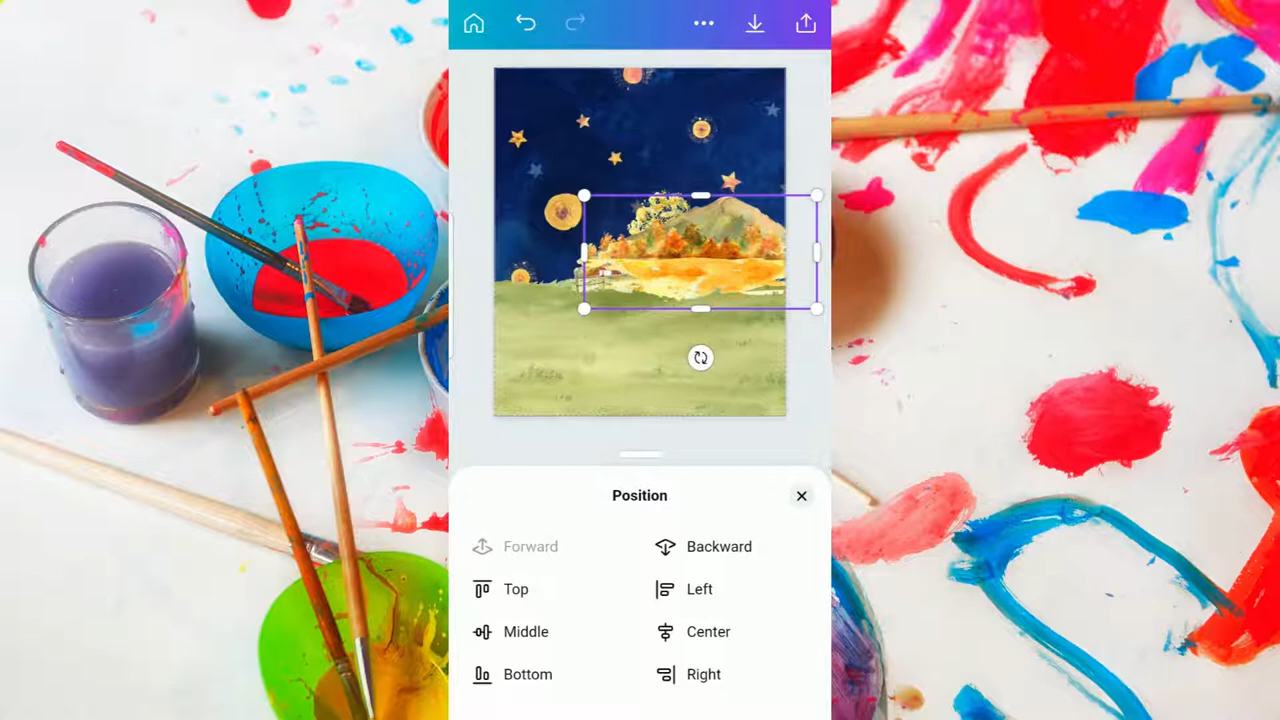 Position
Forward
Backward
Top
Left
Middle
Center
Bottom
Right